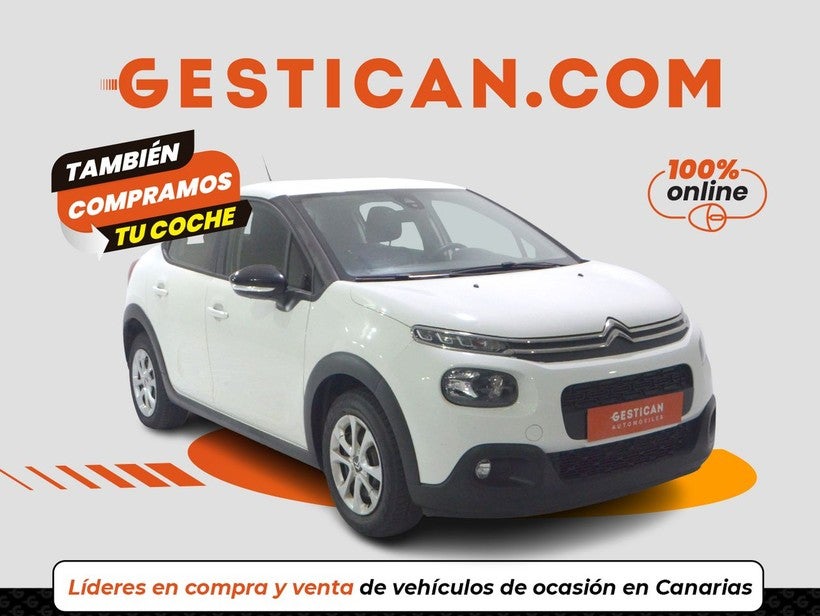 GESTICAN.COM
TAMBIÉN
COMPRAMOS
TU COCHE
100%
online
GESTICAN
AUTOMÓVILES
Líderes en compra y venta de vehículos de ocasión en Canarias